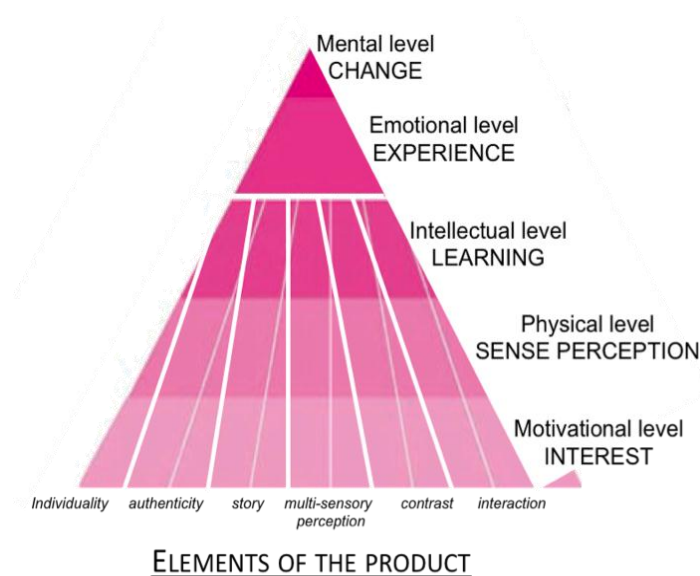 Mental level
CHANGE
Emotional level
EXPERIENCE
Intellectual level
LEARNING
Physical level
SENSE PERCEPTION
Motivational level
INTEREST
Individuality authenticity story multi-sensory contrast interaction
perception
ELEMENTS OF THE PRODUCT